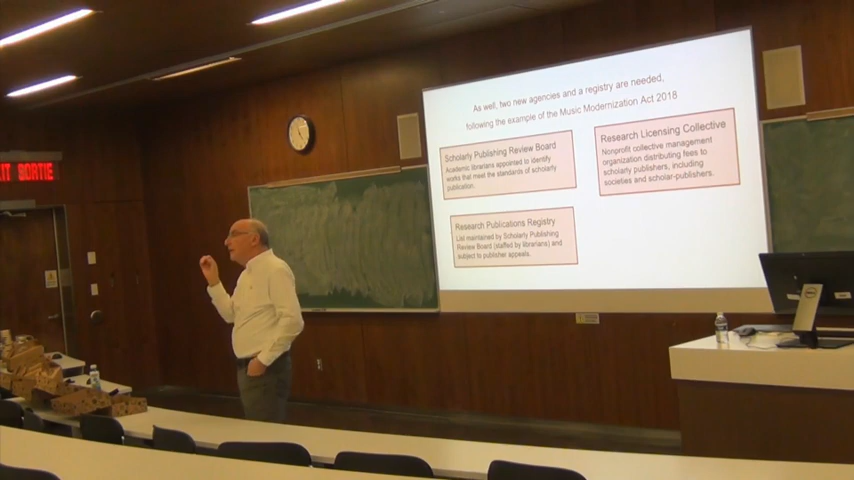 As well, two new agencies and a registry are needed,
following the example of the Music Modernization Act 2018
Scholarly Publishing Review Board
Academic librarians appointed to identify
works that meet the standards of scholarly
publication.
Research Licensing Collective
Nonprofit collective management
organization distributing fees to
scholarly publishers, including
societies and scholar-publishers.
Research Publications Registry
List maintained by Scholarly Publishing
Review Board (staffed by librarians) and
subject to publisher appeals.
IT SORTIE
DELL